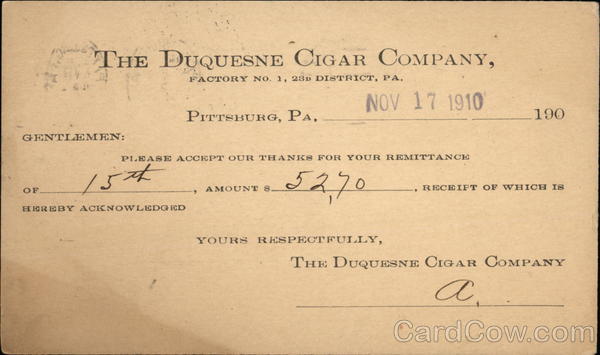 THE DUQUESNE CIGAR COMPANY,
FACTORY NO. 1, 23D DISTRICT, PA.
PITTSBURG, PA. NOV 17 1910 190
GENTLEMEN:
PLEASE ACCEPT OUR THANKS FOR YOUR REMITTANCE
OF 15th, AMOUNT $ 52,70, RECEIPT OF WHICH IS
HEREBY ACKNOWLEDGED
YOURS RESPECTFULLY,
THE DUQUESNE CIGAR COMPANY
a.
CardCow.com